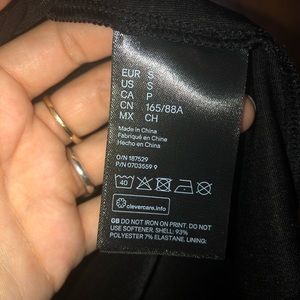 EUR S
US S
CA P
CN 165/88A
MX CH
Made in China
Fabriqué en Chine
Hecho en China
O/N 187529
P/N 0703559 9
40
clevercare.info
GB DO NOT IRON ON PRINT. DO NOT
USE SOFTENER. SHELL: 93%
POLYESTER 7% ELASTANE. LINING: